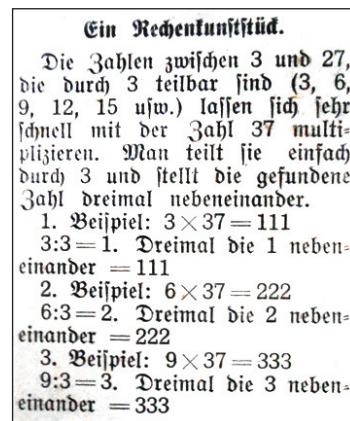 Ein Rechenkunststück.
Die Zahlen zwischen 3 und 27,
die durch 3 teilbar sind (3, 6,
9, 12, 15 usw.) lassen sich sehr
schnell mit der Zahl 37 multi-
plizieren. Man teilt sie einfach
durch 3 und stellt die gefundene
Zahl dreimal nebeneinander.
1. Beispiel: 3 × 37 = 111
3:3 = 1. Dreimal die 1 neben-
einander = 111
2. Beispiel: 6 × 37 = 222
6:3 = 2. Dreimal die 2 neben-
einander = 222
3. Beispiel: 9 × 37 = 333
9:3 = 3. Dreimal die 3 neben-
einander = 333